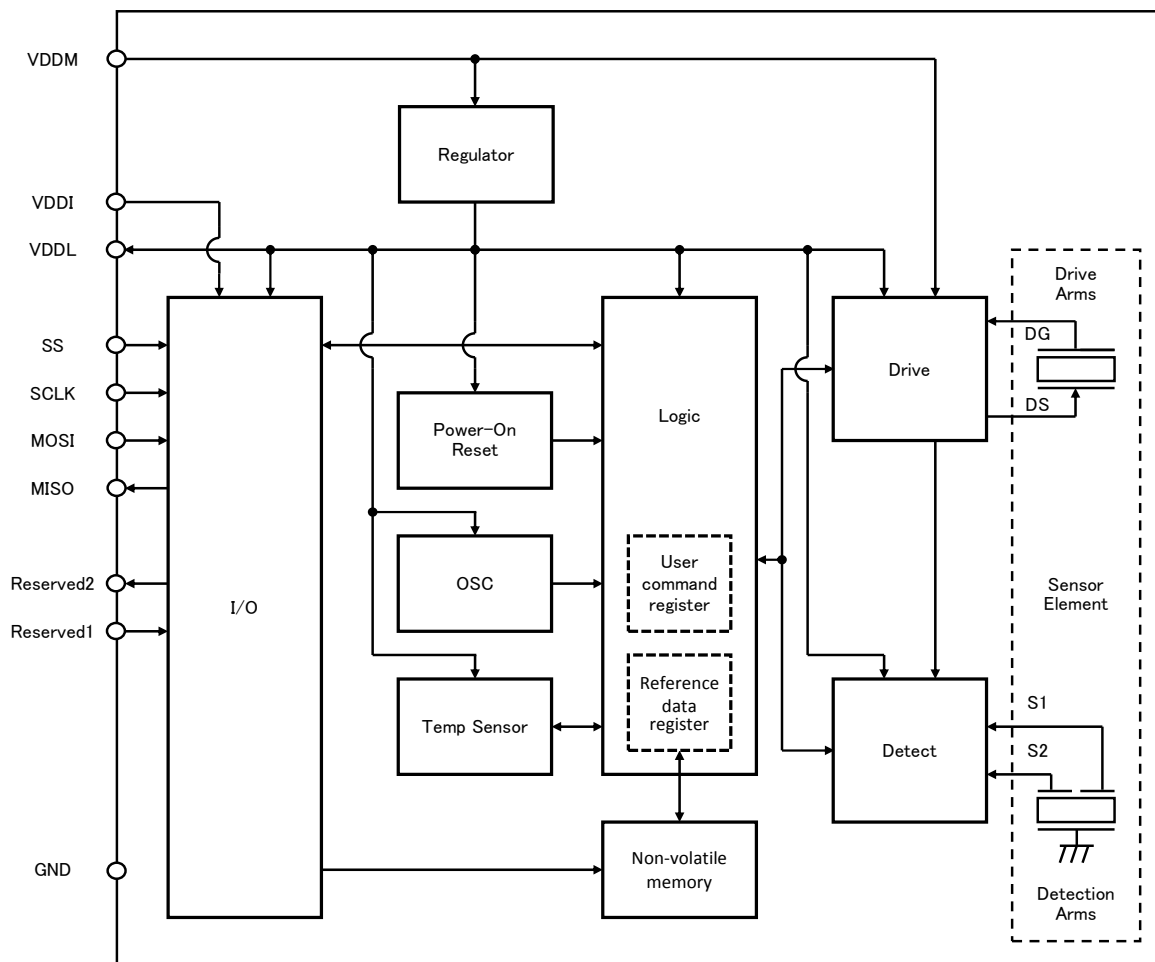 VDDM
Regulator
VDDI
VDDL
Drive
Arms
SS
DG
SCLK
Drive
DS
Logic
MOSI
Power-On
Reset
MISO
User
command
register
Reserved2
OSC
I/O
Sensor
Element
Reserved1
Reference
data
register
Temp Sensor
S1
Detect
S2
GND
Non-volatile
memory
Detection
Arms